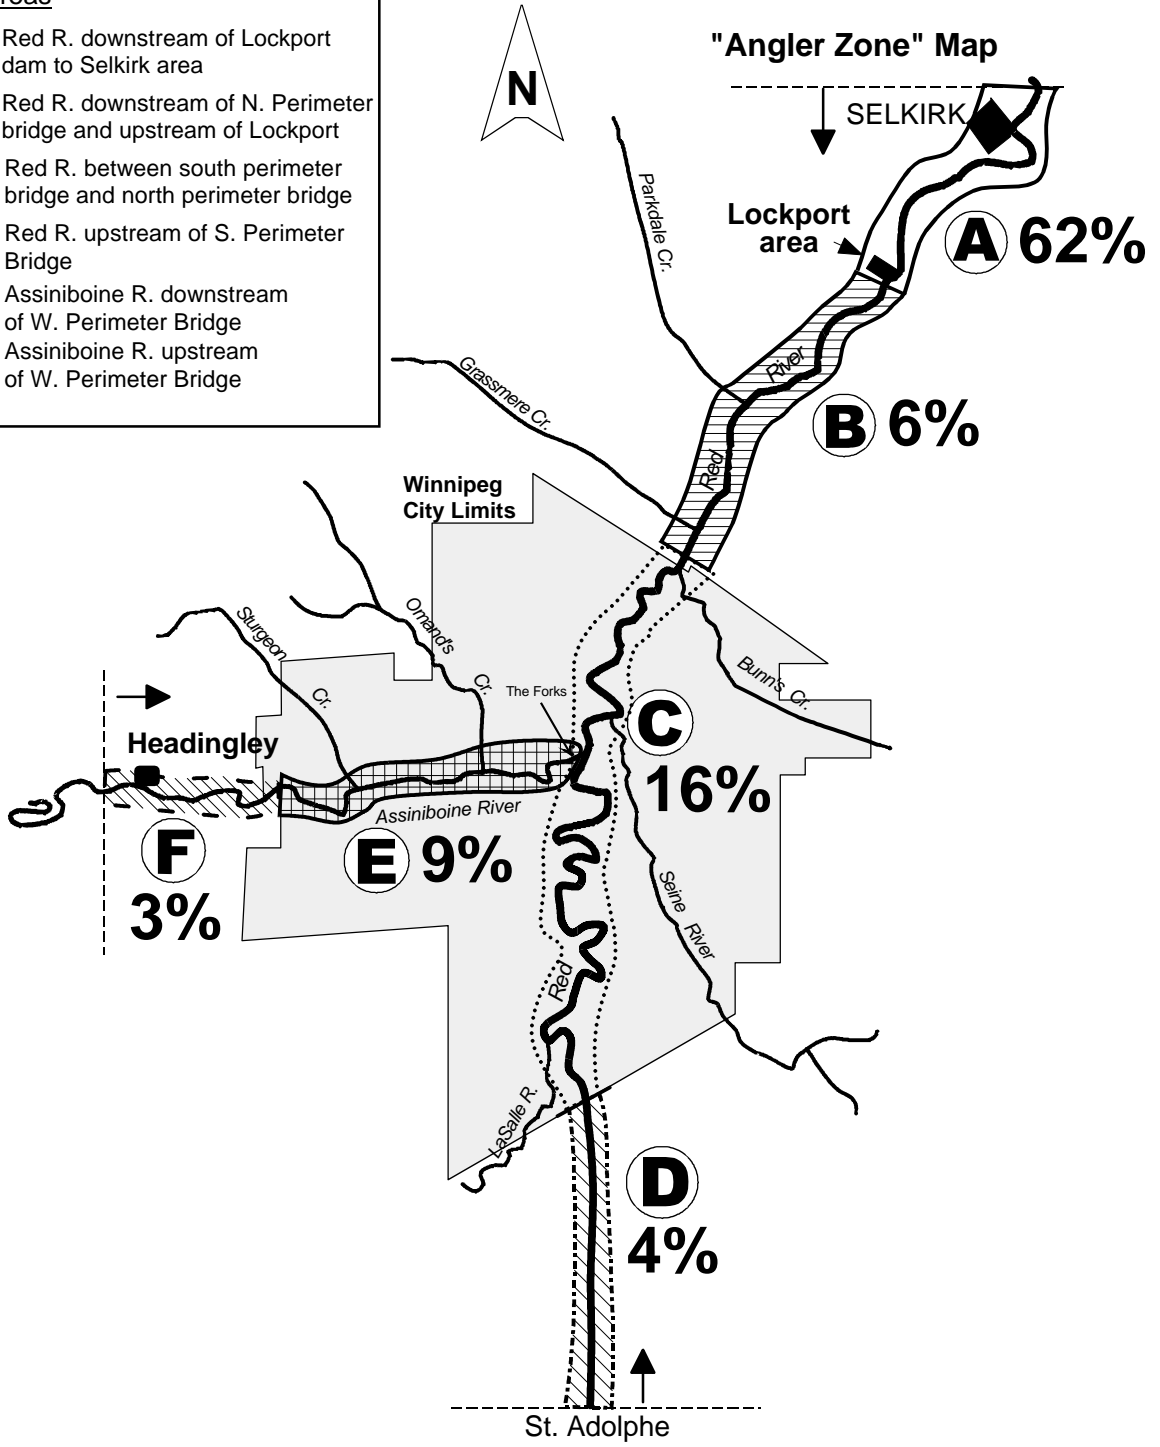 Red R. downstream of Lockport
dam to Selkirk area
Red R. downstream of N. Perimeter
bridge and upstream of Lockport
Red R. between south perimeter
bridge and north perimeter bridge
Red R. upstream of S. Perimeter
Bridge
Assiniboine R. downstream
of W. Perimeter Bridge
Assiniboine R. upstream
of W. Perimeter Bridge
N
"Angler Zone" Map
SELKIRK
Parkdale Cr.
Lockport
area
A 62%
Grassmere Cr.
River
B 6%
Red
Winnipeg
City Limits
Omand's
Cr.
Sturgeon
Cr.
Bunn's Cr.
The Forks
C
16%
Headingley
Assiniboine River
F
3%
E 9%
Seine River
Red
LaSalle R.
D
4%
St. Adolphe